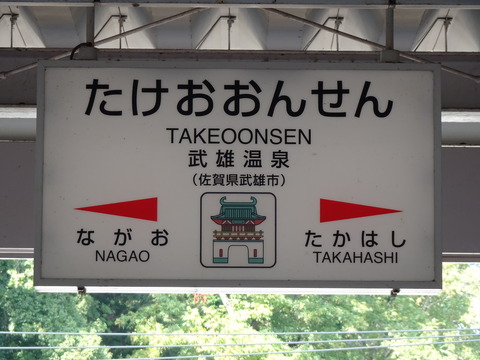 たけおおんせん
TAKEOONSEN
武雄温泉
（佐賀県武雄市）
ながお
NAGAO
たかはし
TAKAHASHI